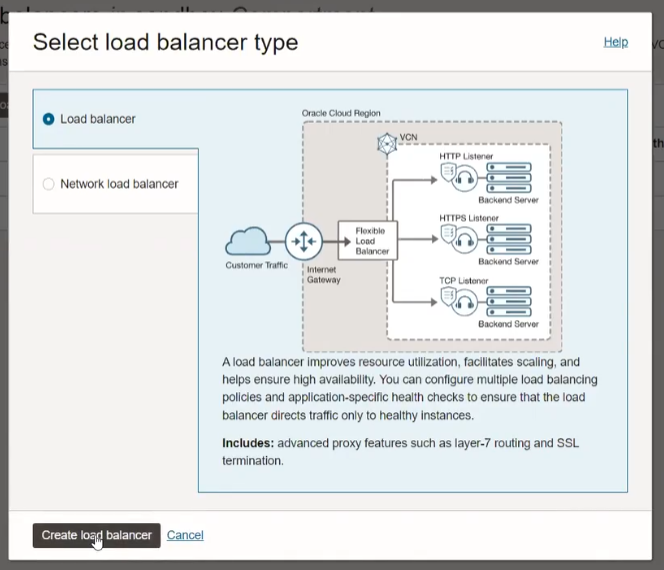 Select load balancer type
Help
Load balancer
Network load balancer
Oracle Cloud Region
VCN
HTTP Listener
Backend Server
HTTPS Listener
Backend Server
TCP Listener
Backend Server
Flexible
Load
Balancer
Customer Traffic
Internet
Gateway
A load balancer improves resource utilization, facilitates scaling, and
helps ensure high availability. You can configure multiple load balancing
policies and application-specific health checks to ensure that the load
balancer directs traffic only to healthy instances.
Includes: advanced proxy features such as layer-7 routing and SSL
termination.
Create load balancer
Cancel